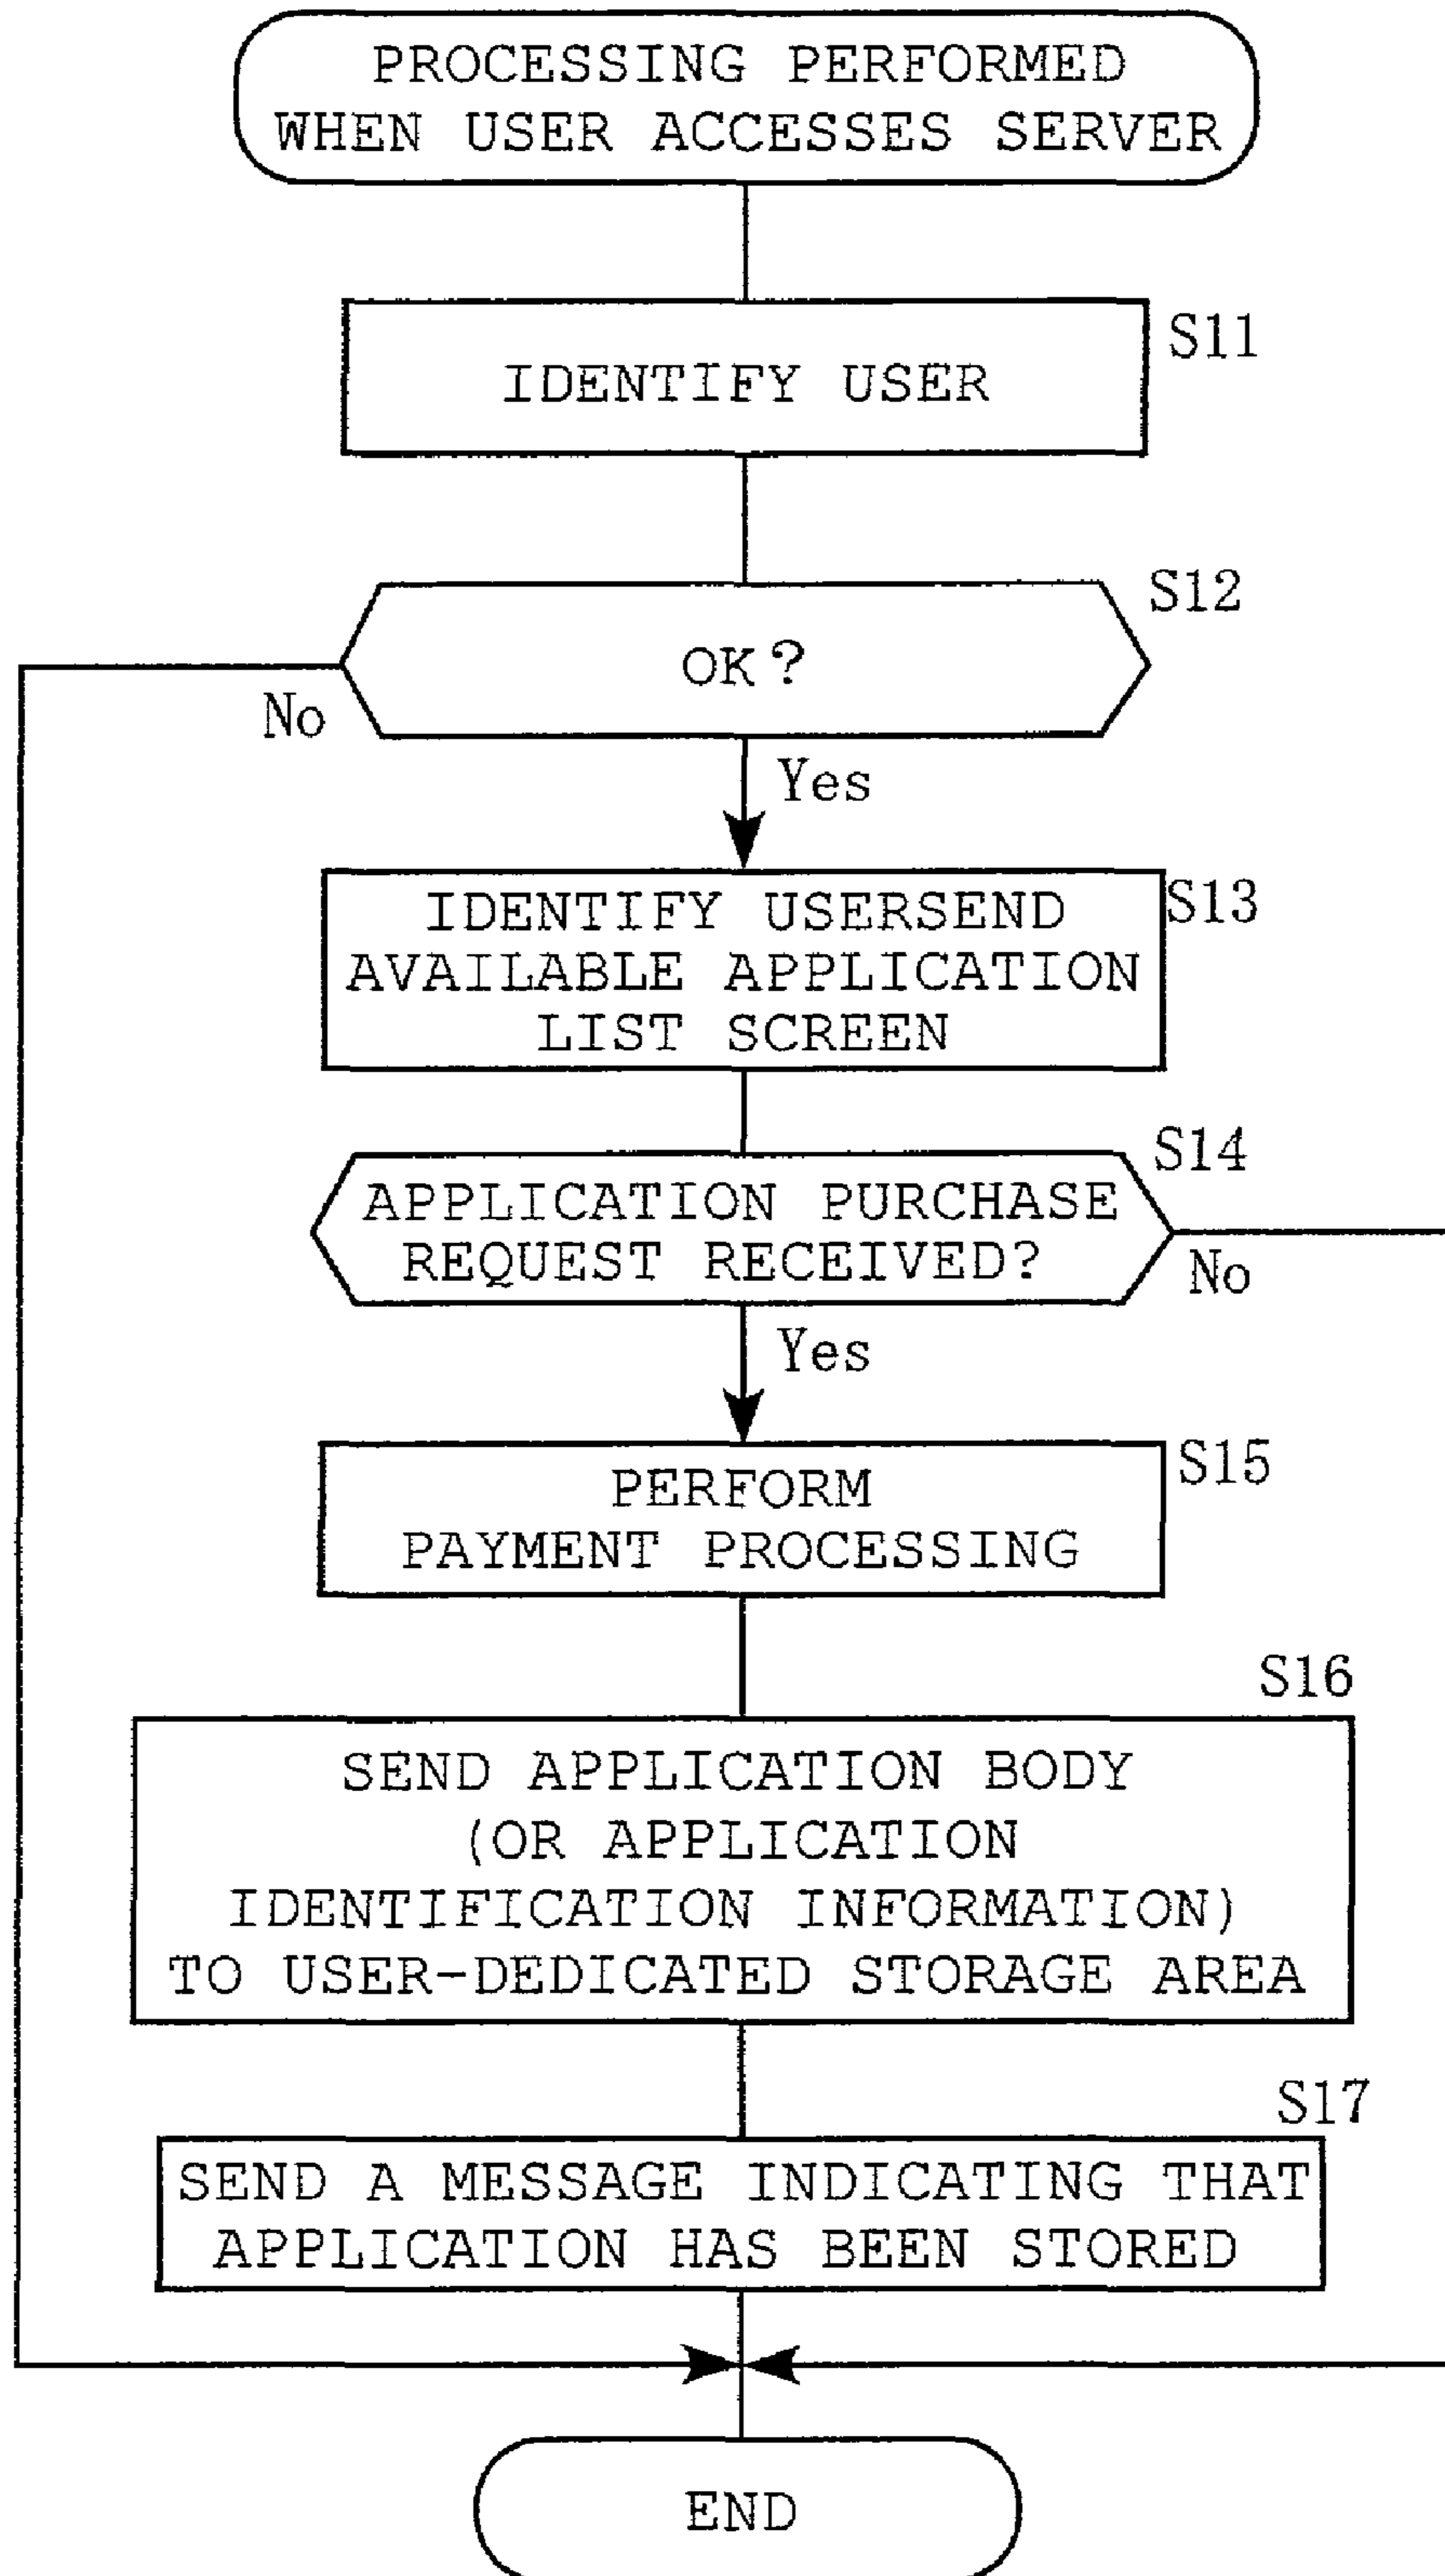 PROCESSING PERFORMED
WHEN USER ACCESSES SERVER
S11
IDENTIFY USER
S12
OK?
No
Yes
S13
IDENTIFY USERSEND
AVAILABLE APPLICATION
LIST SCREEN
S14
APPLICATION PURCHASE
REQUEST RECEIVED?
No
Yes
S15
PERFORM
PAYMENT PROCESSING
S16
SEND APPLICATION BODY
(OR APPLICATION
IDENTIFICATION INFORMATION)
TO USER-DEDICATED STORAGE AREA
S17
SEND A MESSAGE INDICATING THAT
APPLICATION HAS BEEN STORED
END